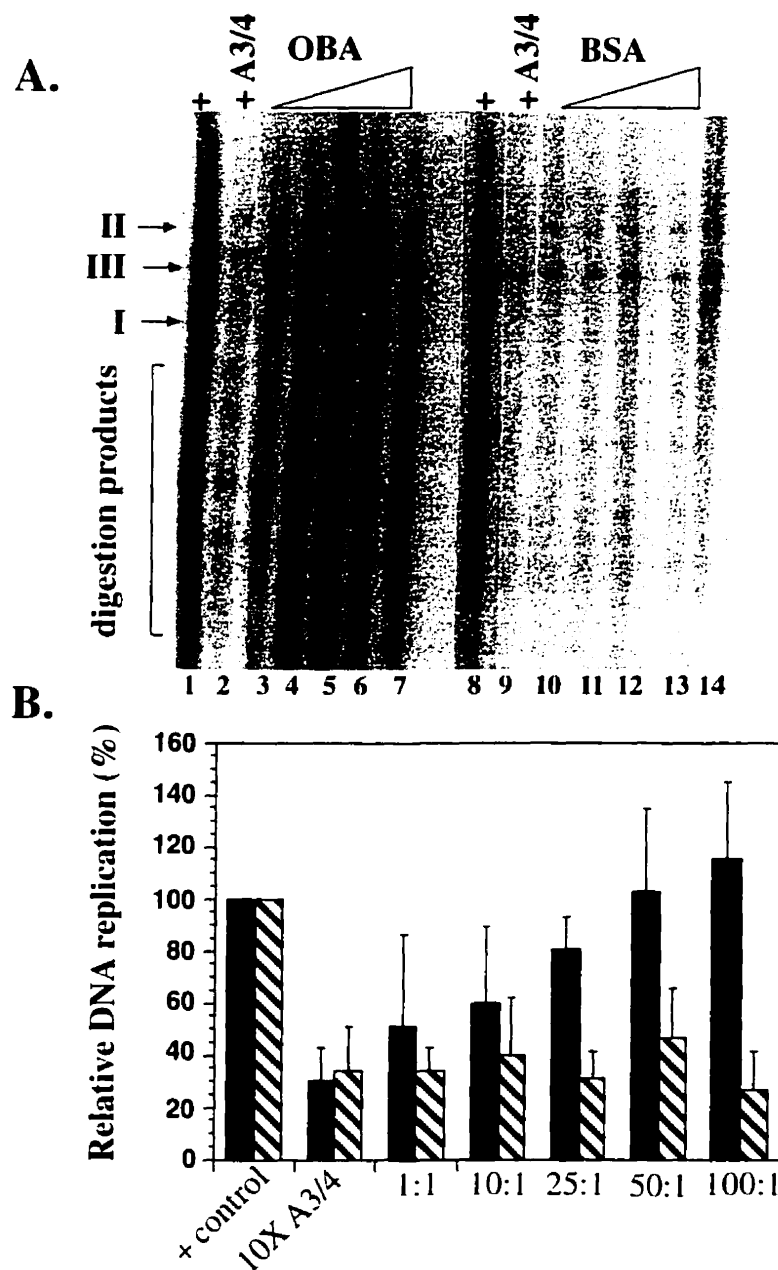 A.
+
+ A3/4
OBA
+
+ A3/4
BSA
II
III
I
digestion products
1 2 3 4 5 6 7 8 9 10 11 12 13 14
B.
Relative DNA replication (%)
160
140
120
100
80
60
40
20
0
+ control
10X A3/4
1:1
10:1
25:1
50:1
100:1